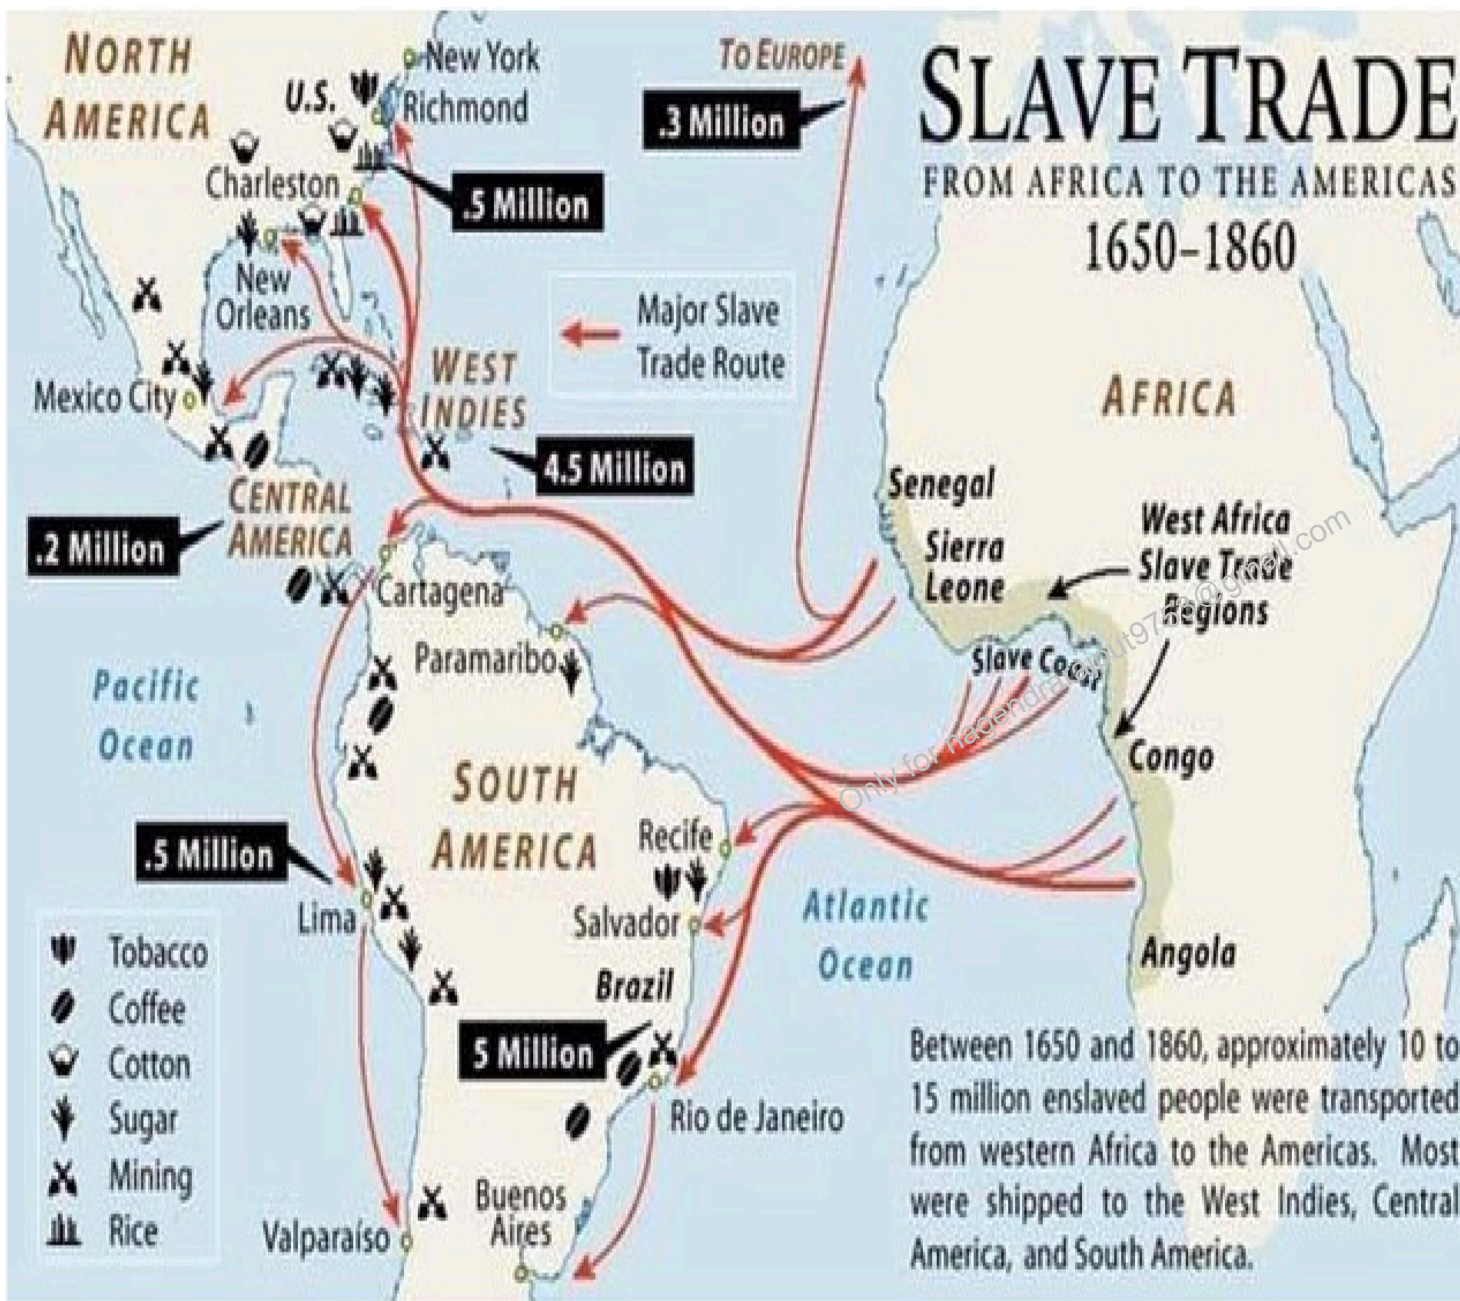 NORTH
AMERICA
New York
U.S.
Richmond
TO EUROPE
.3 Million
SLAVE TRADE
FROM AFRICA TO THE AMERICAS
1650–1860
Charleston
.5 Million
New
Orleans
Major Slave
Trade Route
Mexico City
WEST
INDIES
4.5 Million
AFRICA
CENTRAL
AMERICA
.2 Million
Cartagena
Paramaribo
Senegal
Sierra
Leone
West Africa
Slave Trade
Regions
Slave Coast
Congo
Angola
Only for
Pacific
Ocean
SOUTH
AMERICA
Recife
Salvador
Brazil
5 Million
Rio de Janeiro
Atlantic
Ocean
.5 Million
Lima
Valparaíso
Buenos
Aires
Tobacco
Coffee
Cotton
Sugar
Mining
Rice
Between 1650 and 1860, approximately 10 to
15 million enslaved people were transported
from western Africa to the Americas. Most
were shipped to the West Indies, Central
America, and South America.